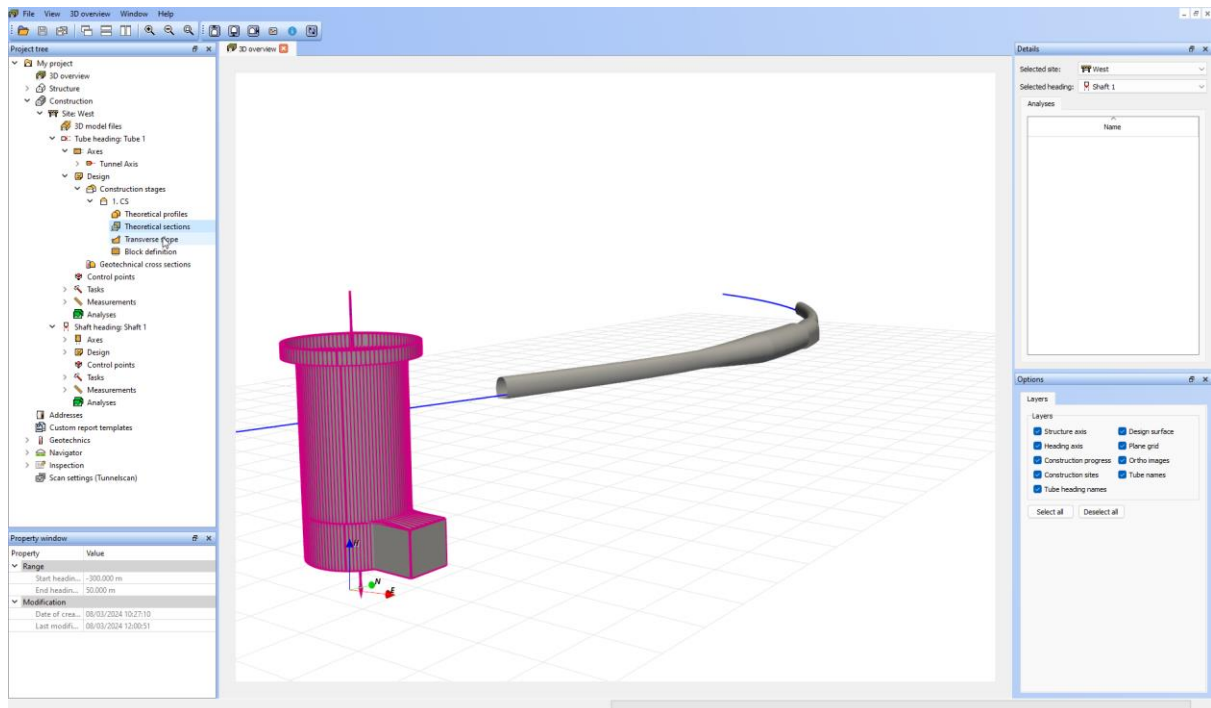 File View 3D overview Window Help
Project tree
My project
3D overview
Structure
Construction
Site: West
3D model files
Tube heading: Tube 1
Axes
Tunnel Axis
Design
Construction stages
1. CS
Theoretical profiles
Theoretical sections
Transverse slope
Block definition
Geotechnical cross sections
Control points
Tasks
Measurements
Analyses
Shaft heading: Shaft 1
Axes
Design
Control points
Tasks
Measurements
Analyses
Addresses
Custom report templates
Geotechnics
Navigator
Inspection
Scan settings (Tunnelscan)
Property window
Property Value
Range
Start headin... -300.000 m
End headin... 50.000 m
Modification
Date of crea... 08/03/2024 10:27:10
Last modifi... 08/03/2024 12:00:51
3D overview
H
N
E
Details
Selected site: West
Selected heading: Shaft 1
Analyses
Name
Options
Layers
Layers
Structure axis Design surface
Heading axis Plane grid
Construction progress Ortho images
Construction sites Tube names
Tube heading names
Select all Deselect all